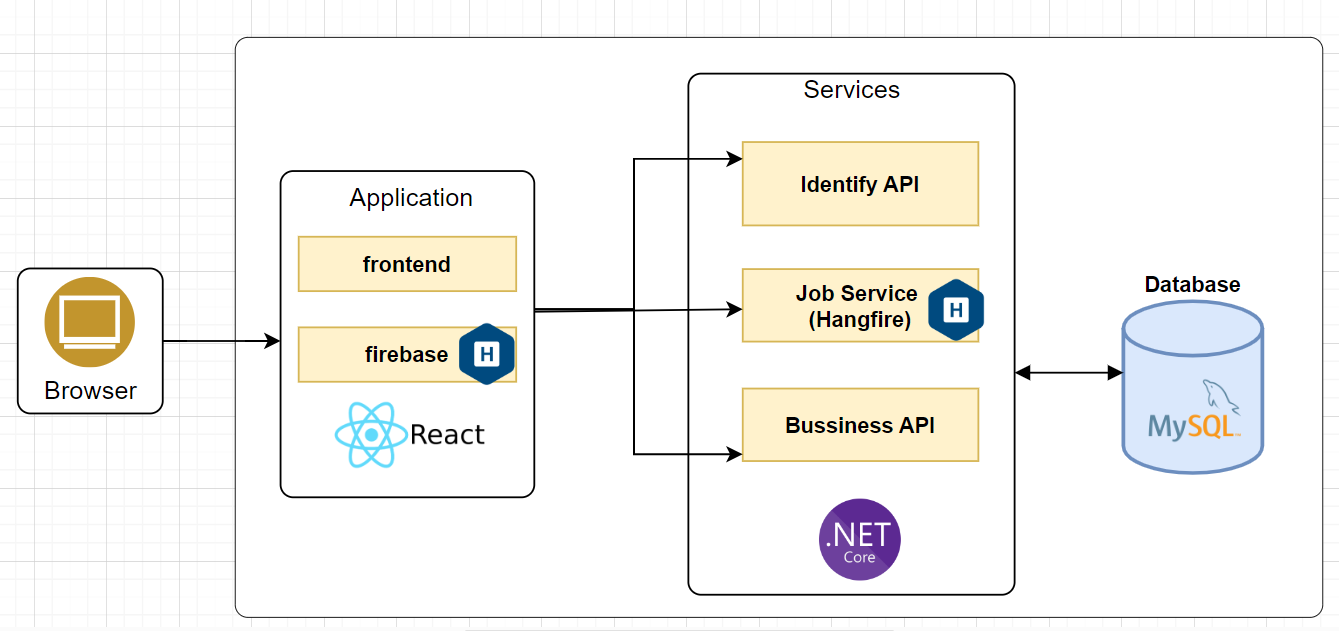 Services
Identify API
Application
frontend
Job Service
(Hangfire)
H
Database
firebase
H
Browser
React
Bussiness API
MySQL
.NET
Core